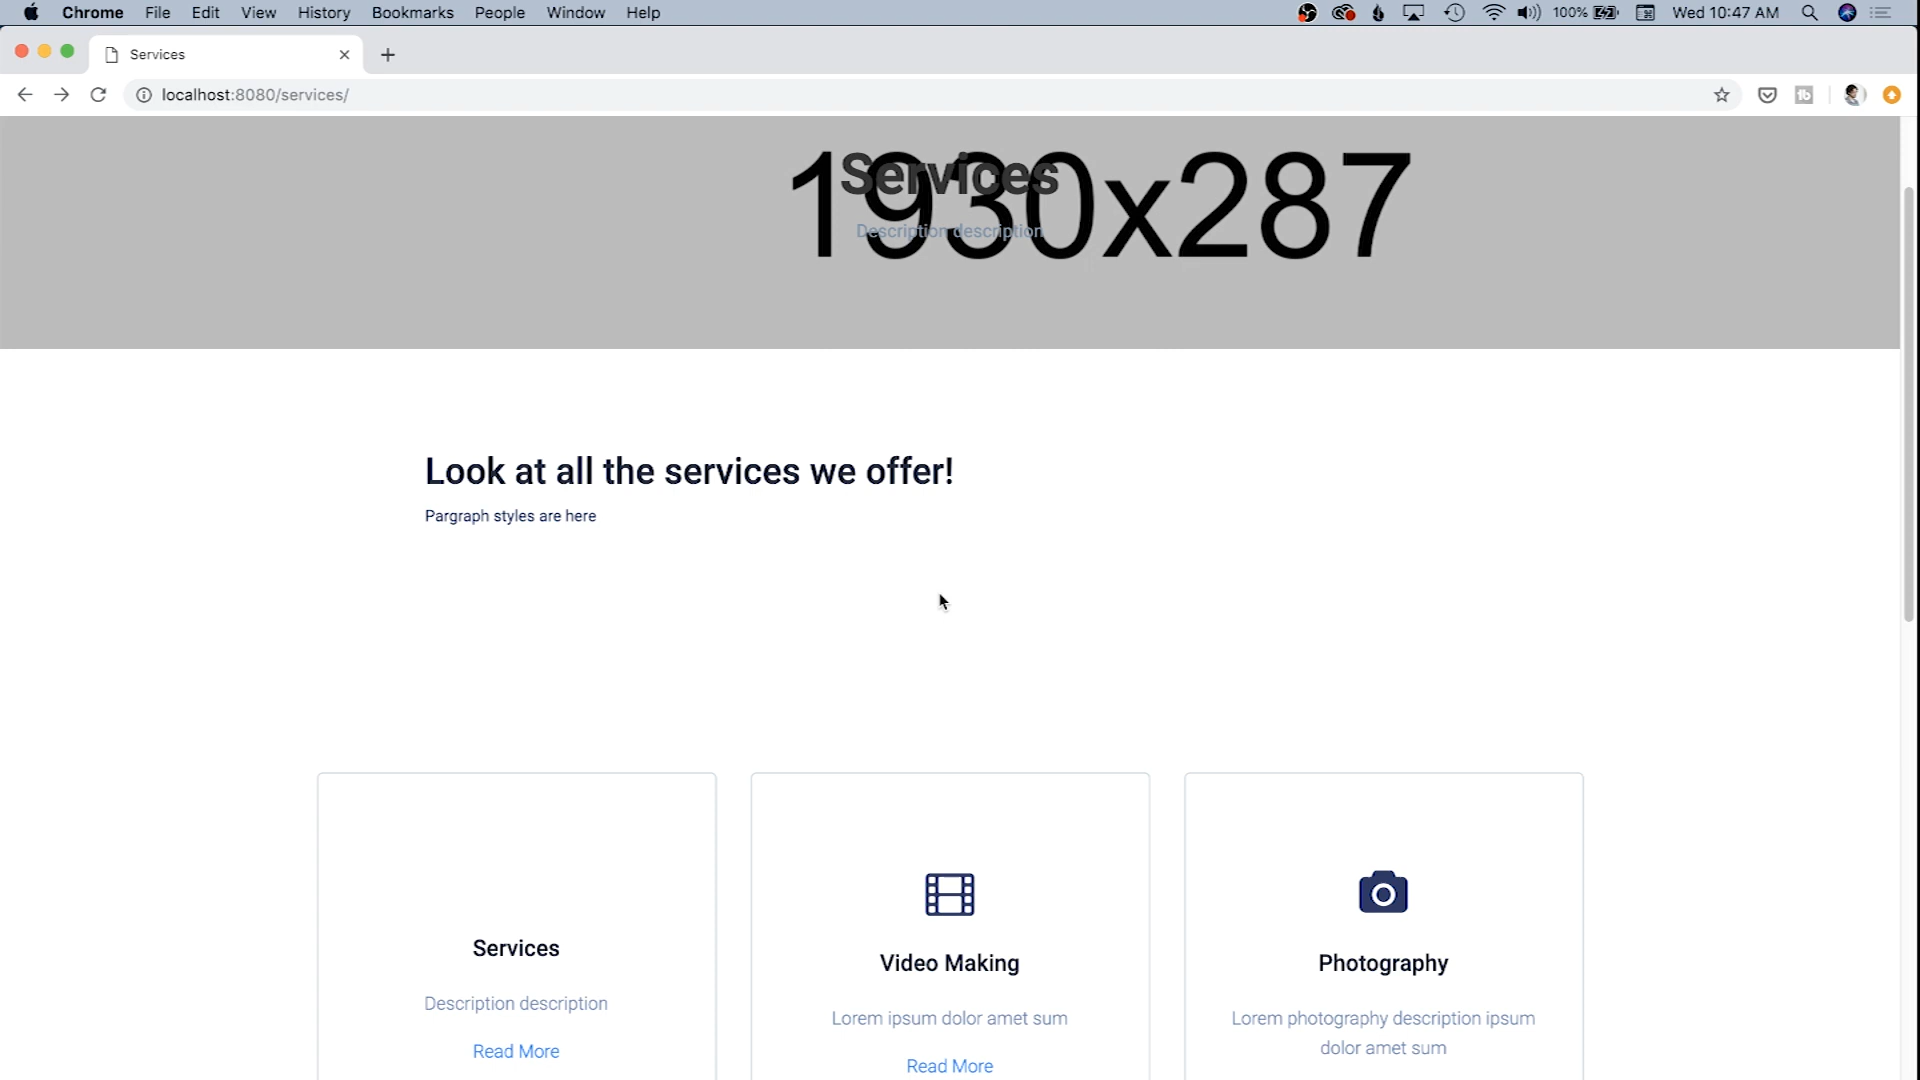 Chrome File Edit View History Bookmarks People Window Help 100% Wed 10:47 AM
Services
localhost:8080/services/
1930x287
Services
Description description
Look at all the services we offer!
Pargraph styles are here
Services
Description description
Read More
Video Making
Lorem ipsum dolor amet sum
Read More
Photography
Lorem photography description ipsum
dolor amet sum